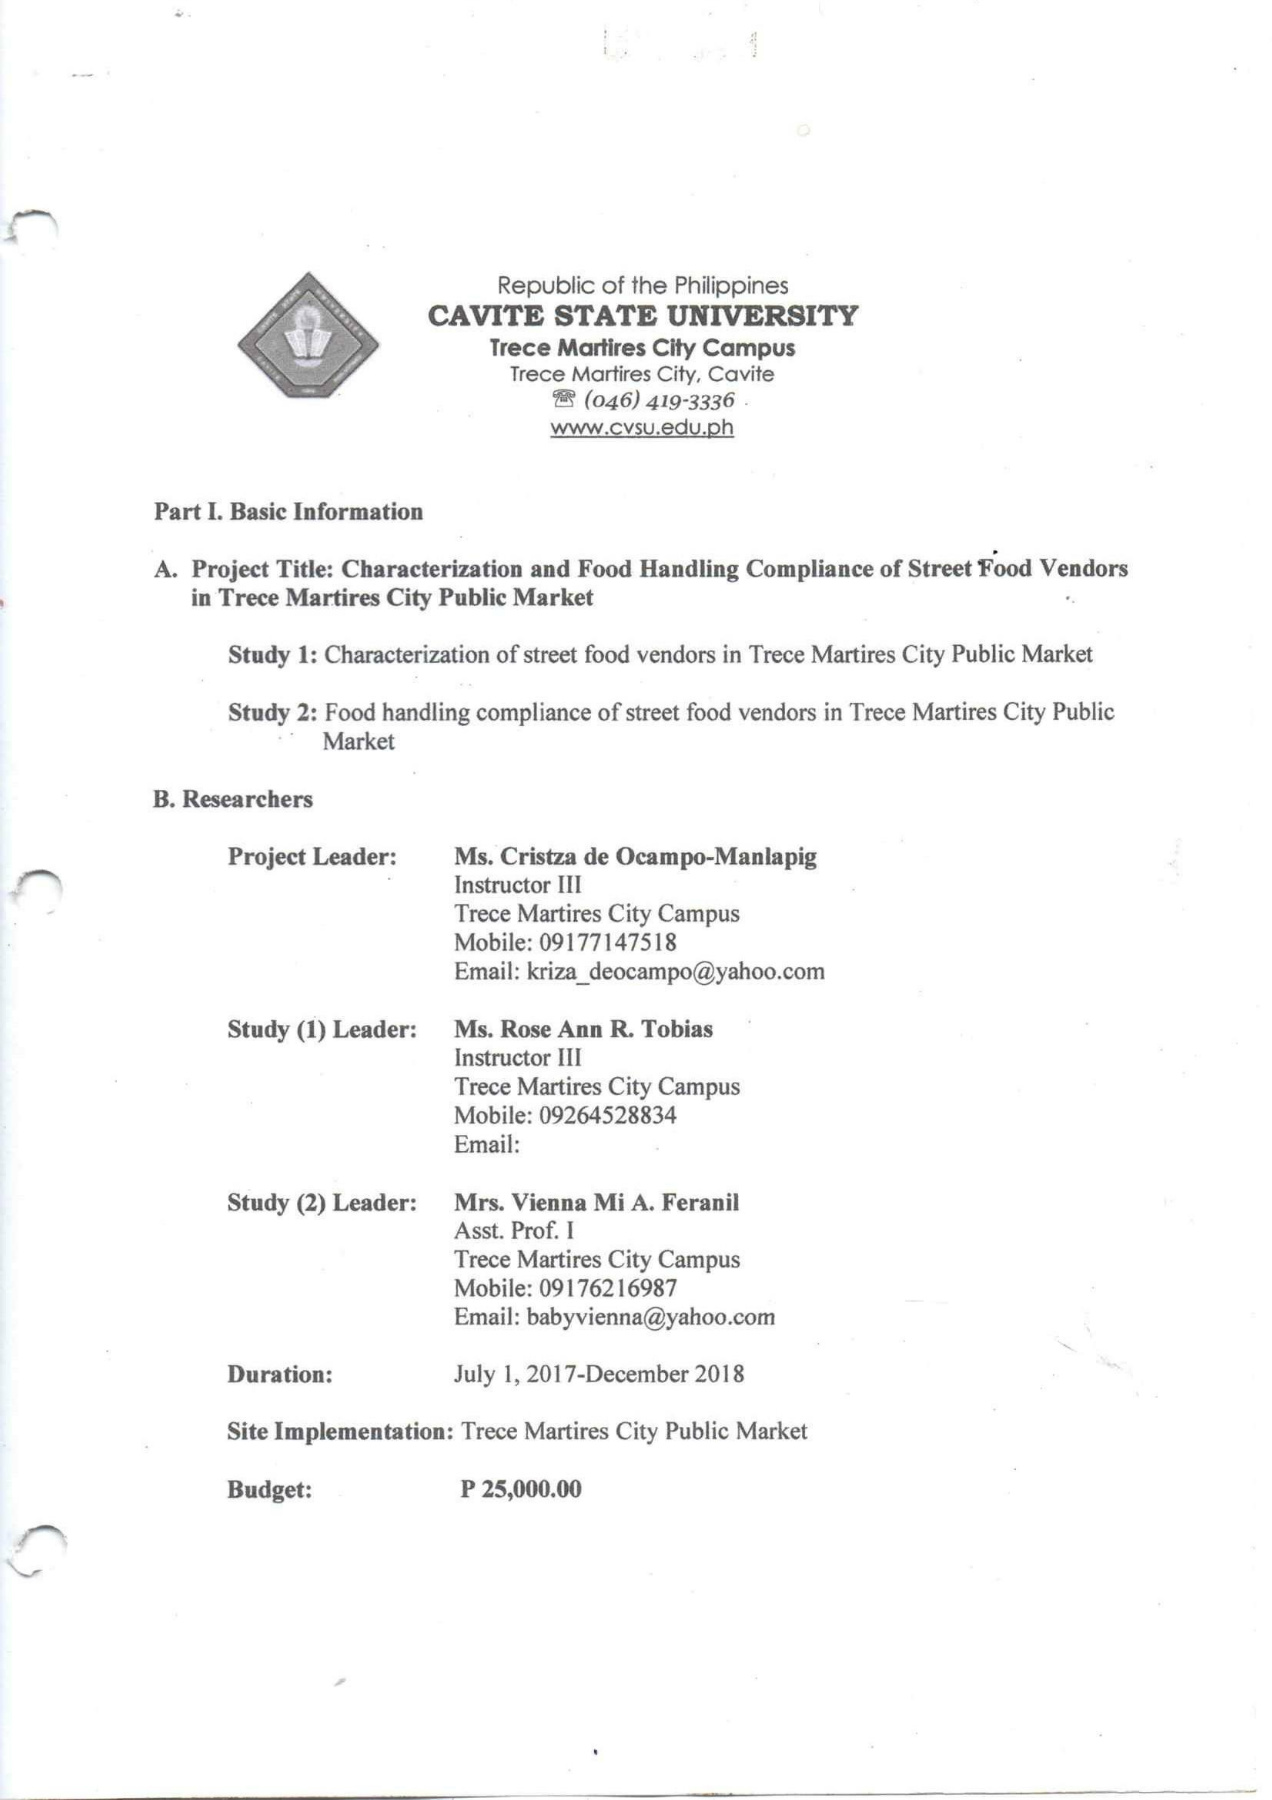 Republic of the Philippines
CAVITE STATE UNIVERSITY
Trece Martires City Campus
Trece Martires City, Cavite
☎ (046) 419-3336
www.cvsu.edu.ph
Part I. Basic Information
A. Project Title: Characterization and Food Handling Compliance of Street Food Vendors
in Trece Martires City Public Market
Study 1: Characterization of street food vendors in Trece Martires City Public Market
Study 2: Food handling compliance of street food vendors in Trece Martires City Public
Market
B. Researchers
Project Leader: Ms. Cristza de Ocampo-Manlapig
Instructor III
Trece Martires City Campus
Mobile: 09177147518
Email: kriza_deocampo@yahoo.com
Study (1) Leader: Ms. Rose Ann R. Tobias
Instructor III
Trece Martires City Campus
Mobile: 09264528834
Email:
Study (2) Leader: Mrs. Vienna Mi A. Feranil
Asst. Prof. I
Trece Martires City Campus
Mobile: 09176216987
Email: babyvienna@yahoo.com
Duration: July 1, 2017-December 2018
Site Implementation: Trece Martires City Public Market
Budget: P 25,000.00